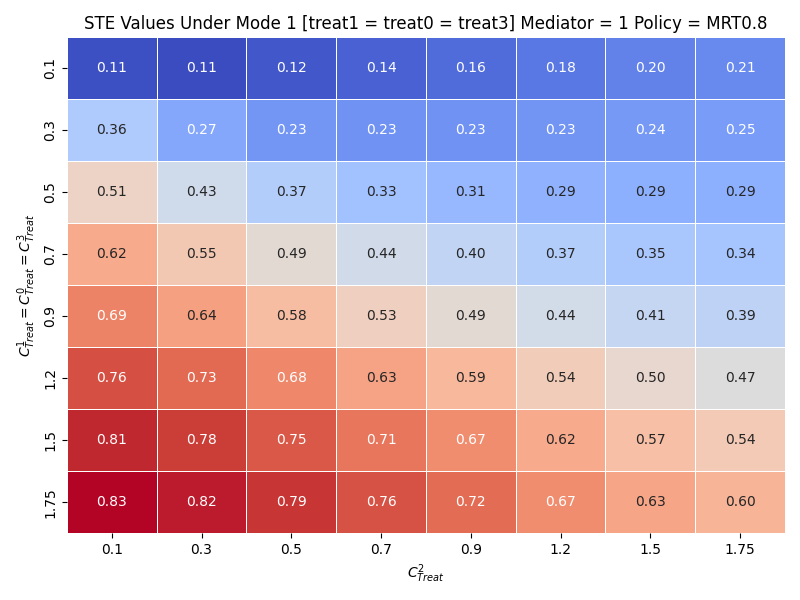 STE Values Under Mode 1 [treat1 = treat0 = treat3] Mediator = 1 Policy = MRT0.8
0.1 0.11 0.11 0.12 0.14 0.16 0.18 0.20 0.21
0.3 0.36 0.27 0.23 0.23 0.23 0.23 0.24 0.25
0.5 0.51 0.43 0.37 0.33 0.31 0.29 0.29 0.29
0.7 0.62 0.55 0.49 0.44 0.40 0.37 0.35 0.34
0.9 0.69 0.64 0.58 0.53 0.49 0.44 0.41 0.39
1.2 0.76 0.73 0.68 0.63 0.59 0.54 0.50 0.47
1.5 0.81 0.78 0.75 0.71 0.67 0.62 0.57 0.54
1.75 0.83 0.82 0.79 0.76 0.72 0.67 0.63 0.60
0.1 0.3 0.5 0.7 0.9 1.2 1.5 1.75
C^2_{Treat}
C^1_{Treat} = C^0_{Treat} = C^3_{Treat}